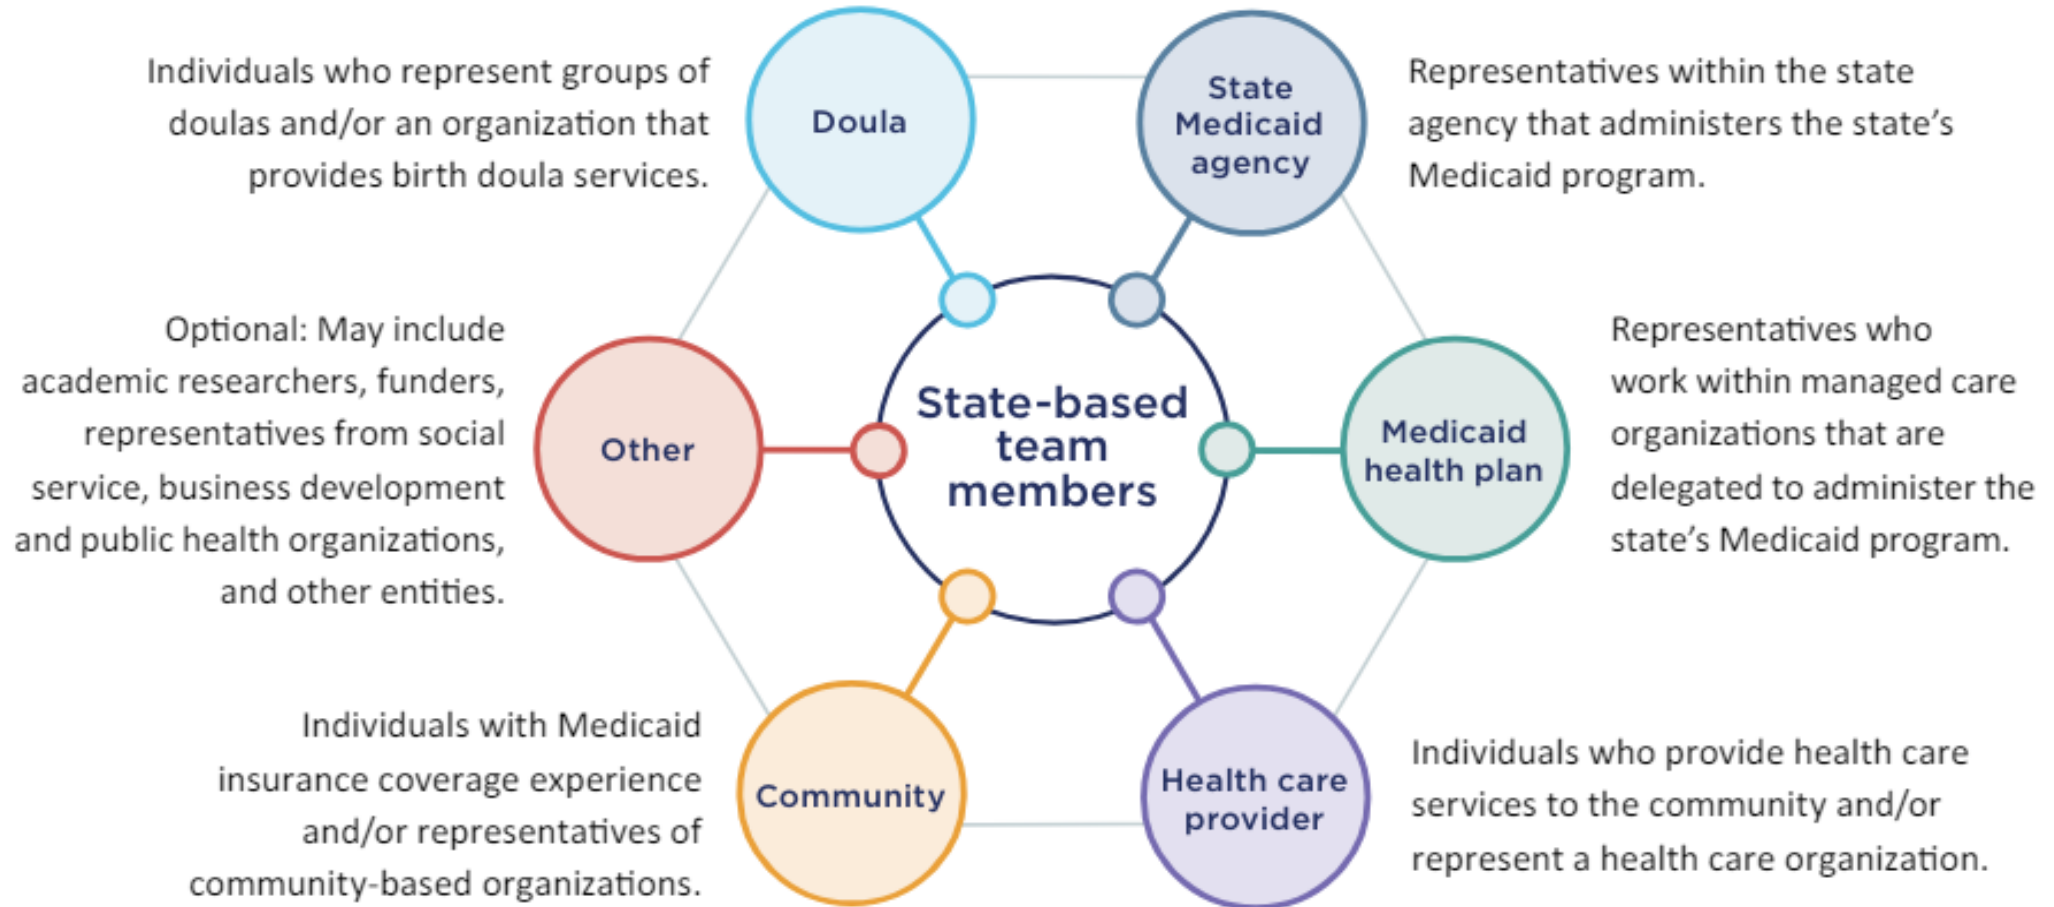 Individuals who represent groups of
doulas and/or an organization that
provides birth doula services.
Doula
State
Medicaid
agency
Representatives within the state
agency that administers the state’s
Medicaid program.
Optional: May include
academic researchers, funders,
representatives from social
service, business development
and public health organizations,
and other entities.
Other
State-based
team
members
Medicaid
health plan
Representatives who
work within managed care
organizations that are
delegated to administer the
state’s Medicaid program.
Individuals with Medicaid
insurance coverage experience
and/or representatives of
community-based organizations.
Community
Health care
provider
Individuals who provide health care
services to the community and/or
represent a health care organization.